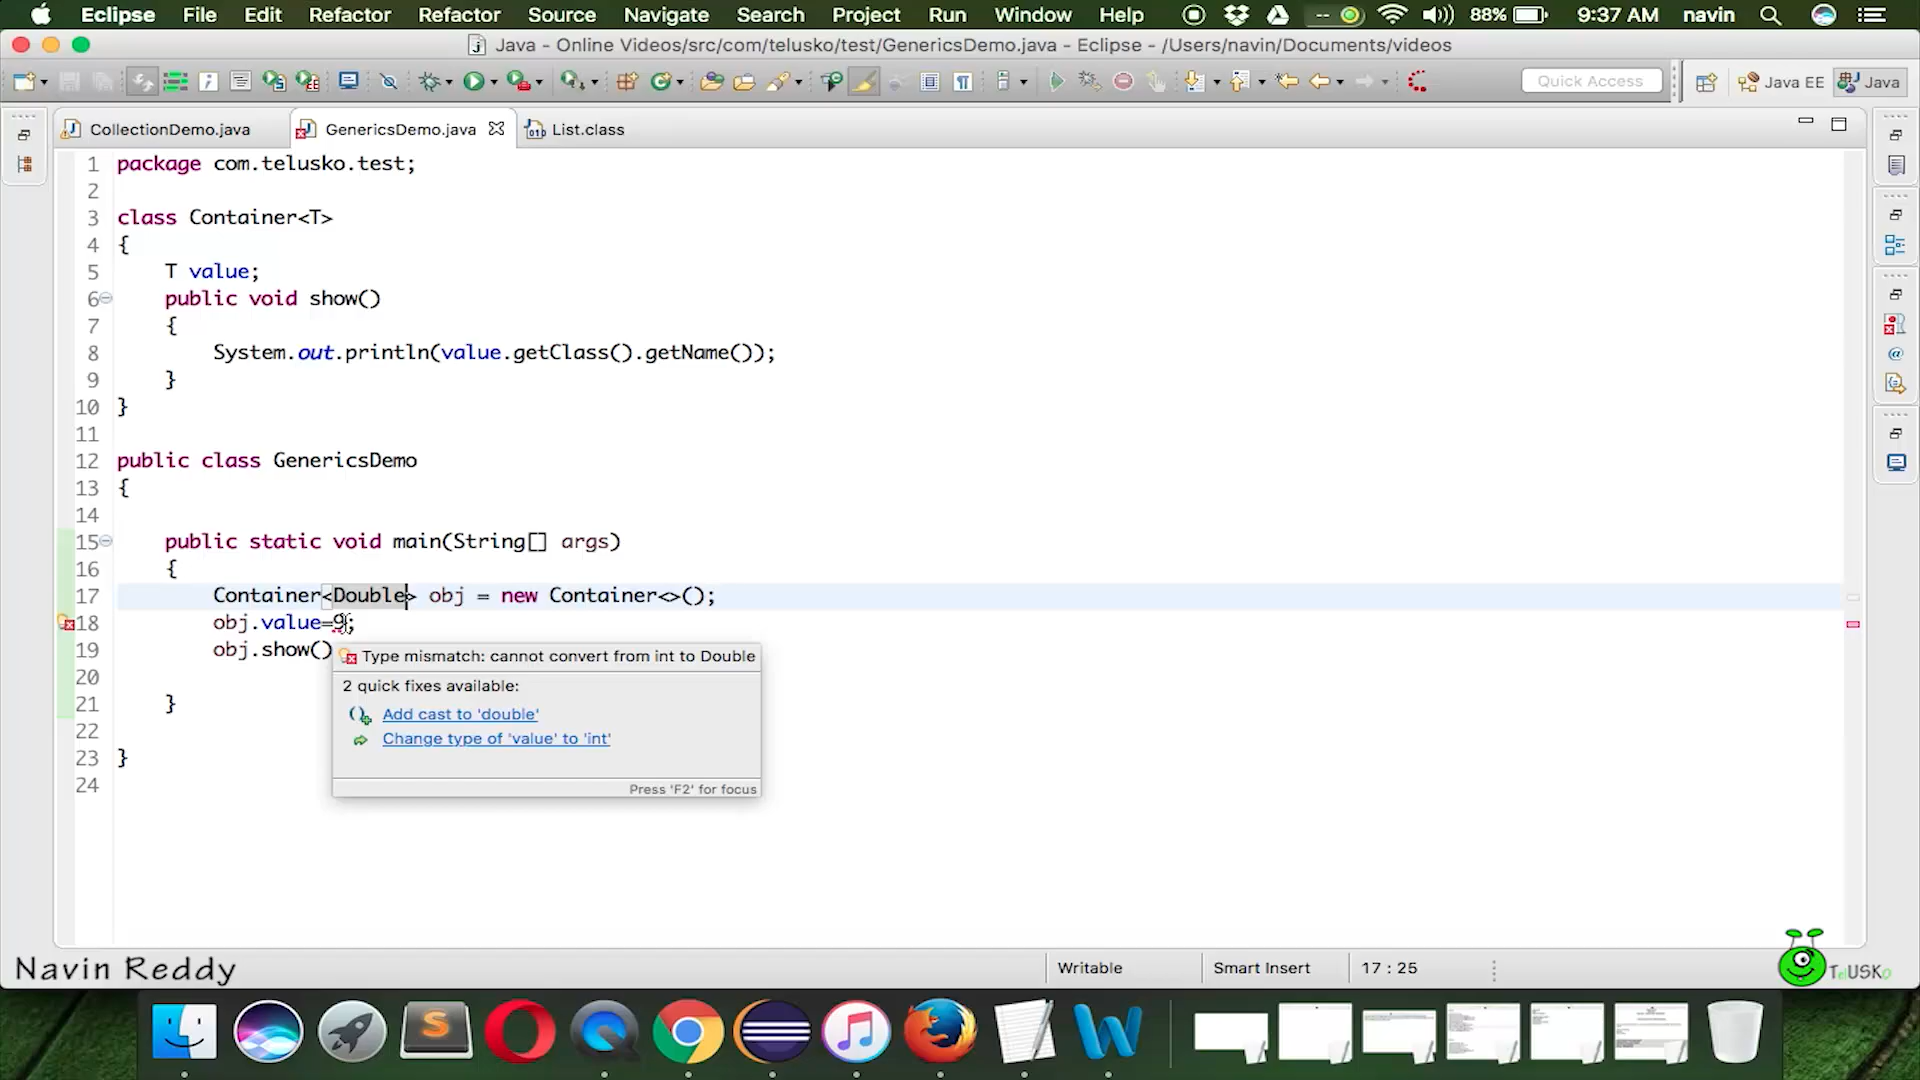 Eclipse File Edit Refactor Refactor Source Navigate Search Project Run Window Help -- 88% 9:37 AM navin
Java - Online Videos/src/com/telusko/test/GenericsDemo.java - Eclipse - /Users/navin/Documents/videos
Quick Access Java EE Java
CollectionDemo.java GenericsDemo.java List.class
1 package com.telusko.test;
2
3 class Container<T>
4 {
5 T value;
6 public void show()
7 {
8 System.out.println(value.getClass().getName());
9 }
10 }
11
12 public class GenericsDemo
13 {
14
15 public static void main(String[] args)
16 {
17 Container<Double> obj = new Container<>();
18 obj.value=9;
19 obj.show()
20
21 }
22
23 }
24
Type mismatch: cannot convert from int to Double
2 quick fixes available:
Add cast to 'double'
Change type of 'value' to 'int'
Press 'F2' for focus
Navin Reddy
Writable Smart Insert 17 : 25
TelUSKO